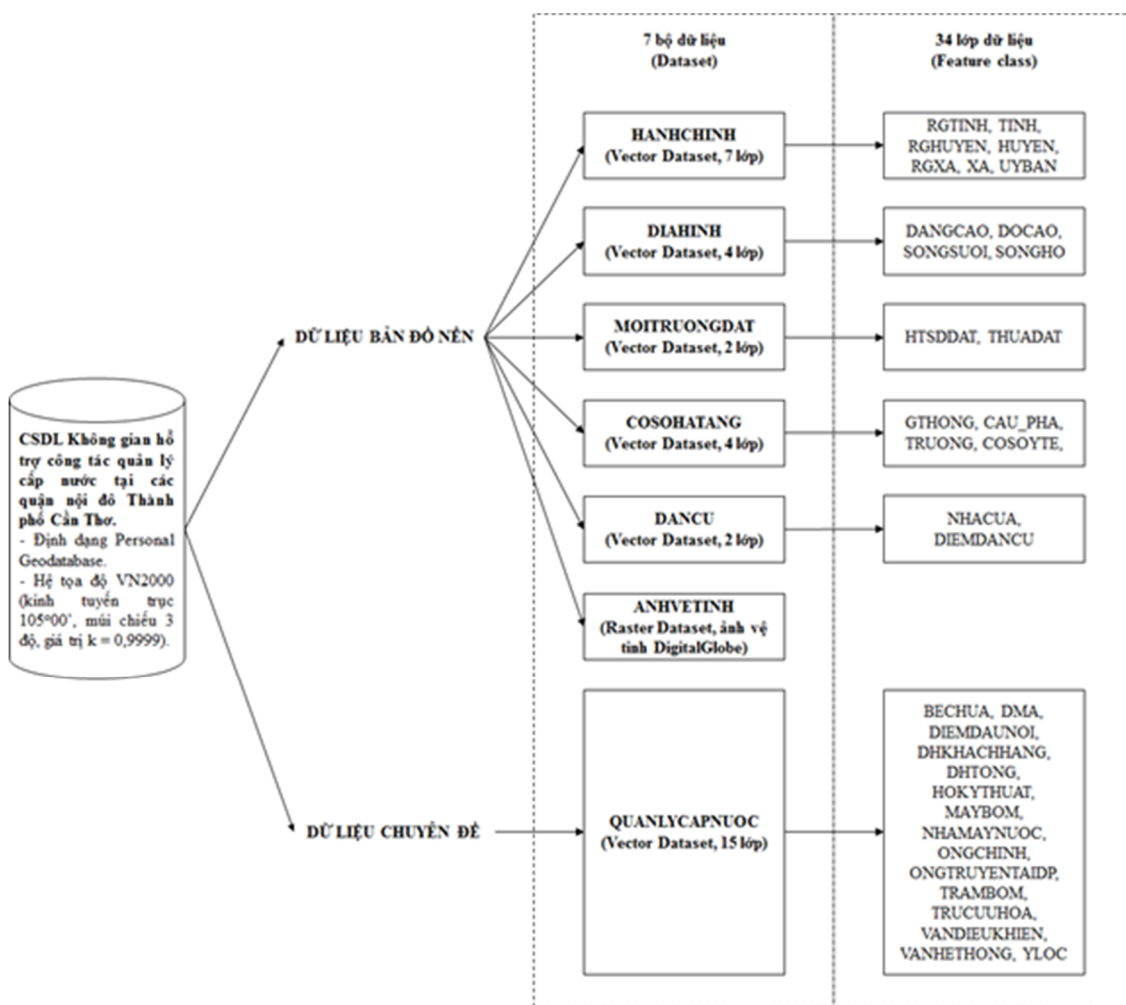 7 bộ dữ liệu
(Dataset)
34 lớp dữ liệu
(Feature class)
CSDL Không gian hỗ
trợ công tác quản lý
cấp nước tại các
quận nội đô Thành
phố Cần Thơ.
- Định dạng Personal
Geodatabase.
- Hệ tọa độ VN2000
(kinh tuyến trục
105°00`, múi chiếu 3
độ, giá trị k = 0,9999).
DỮ LIỆU BẢN ĐỒ NỀN
HANHCHINH
(Vector Dataset, 7 lớp)
RGTINH, TINH,
RGHUYEN, HUYEN,
RGXA, XA, UYBAN
DIAHINH
(Vector Dataset, 4 lớp)
DANGCAO, DOCAO,
SONGSUOI, SONGHO
MOITRUONGDAT
(Vector Dataset, 2 lớp)
HTSDDAT, THUADAT
COSOHATANG
(Vector Dataset, 4 lớp)
GTHONG, CAU_PHA,
TRUONG, COSOYTE,
DANCU
(Vector Dataset, 2 lớp)
NHACUA,
DIEMDANCU
ANHVETINH
(Raster Dataset, ảnh vệ
tinh DigitalGlobe)
DỮ LIỆU CHUYÊN ĐỀ
QUANLYCAPNUOC
(Vector Dataset, 15 lớp)
BECHUA, DMA,
DIEMDAUNOI,
DHKHACHHANG,
DHTONG,
HOKYTHUAT,
MAYBOM,
NHAMAYNUOC,
ONGCHINH,
ONGTRUYENTAIDP,
TRAMBOM,
TRUCUUHOA,
VANDIEUKHIEN,
VANHETHONG, YLOC